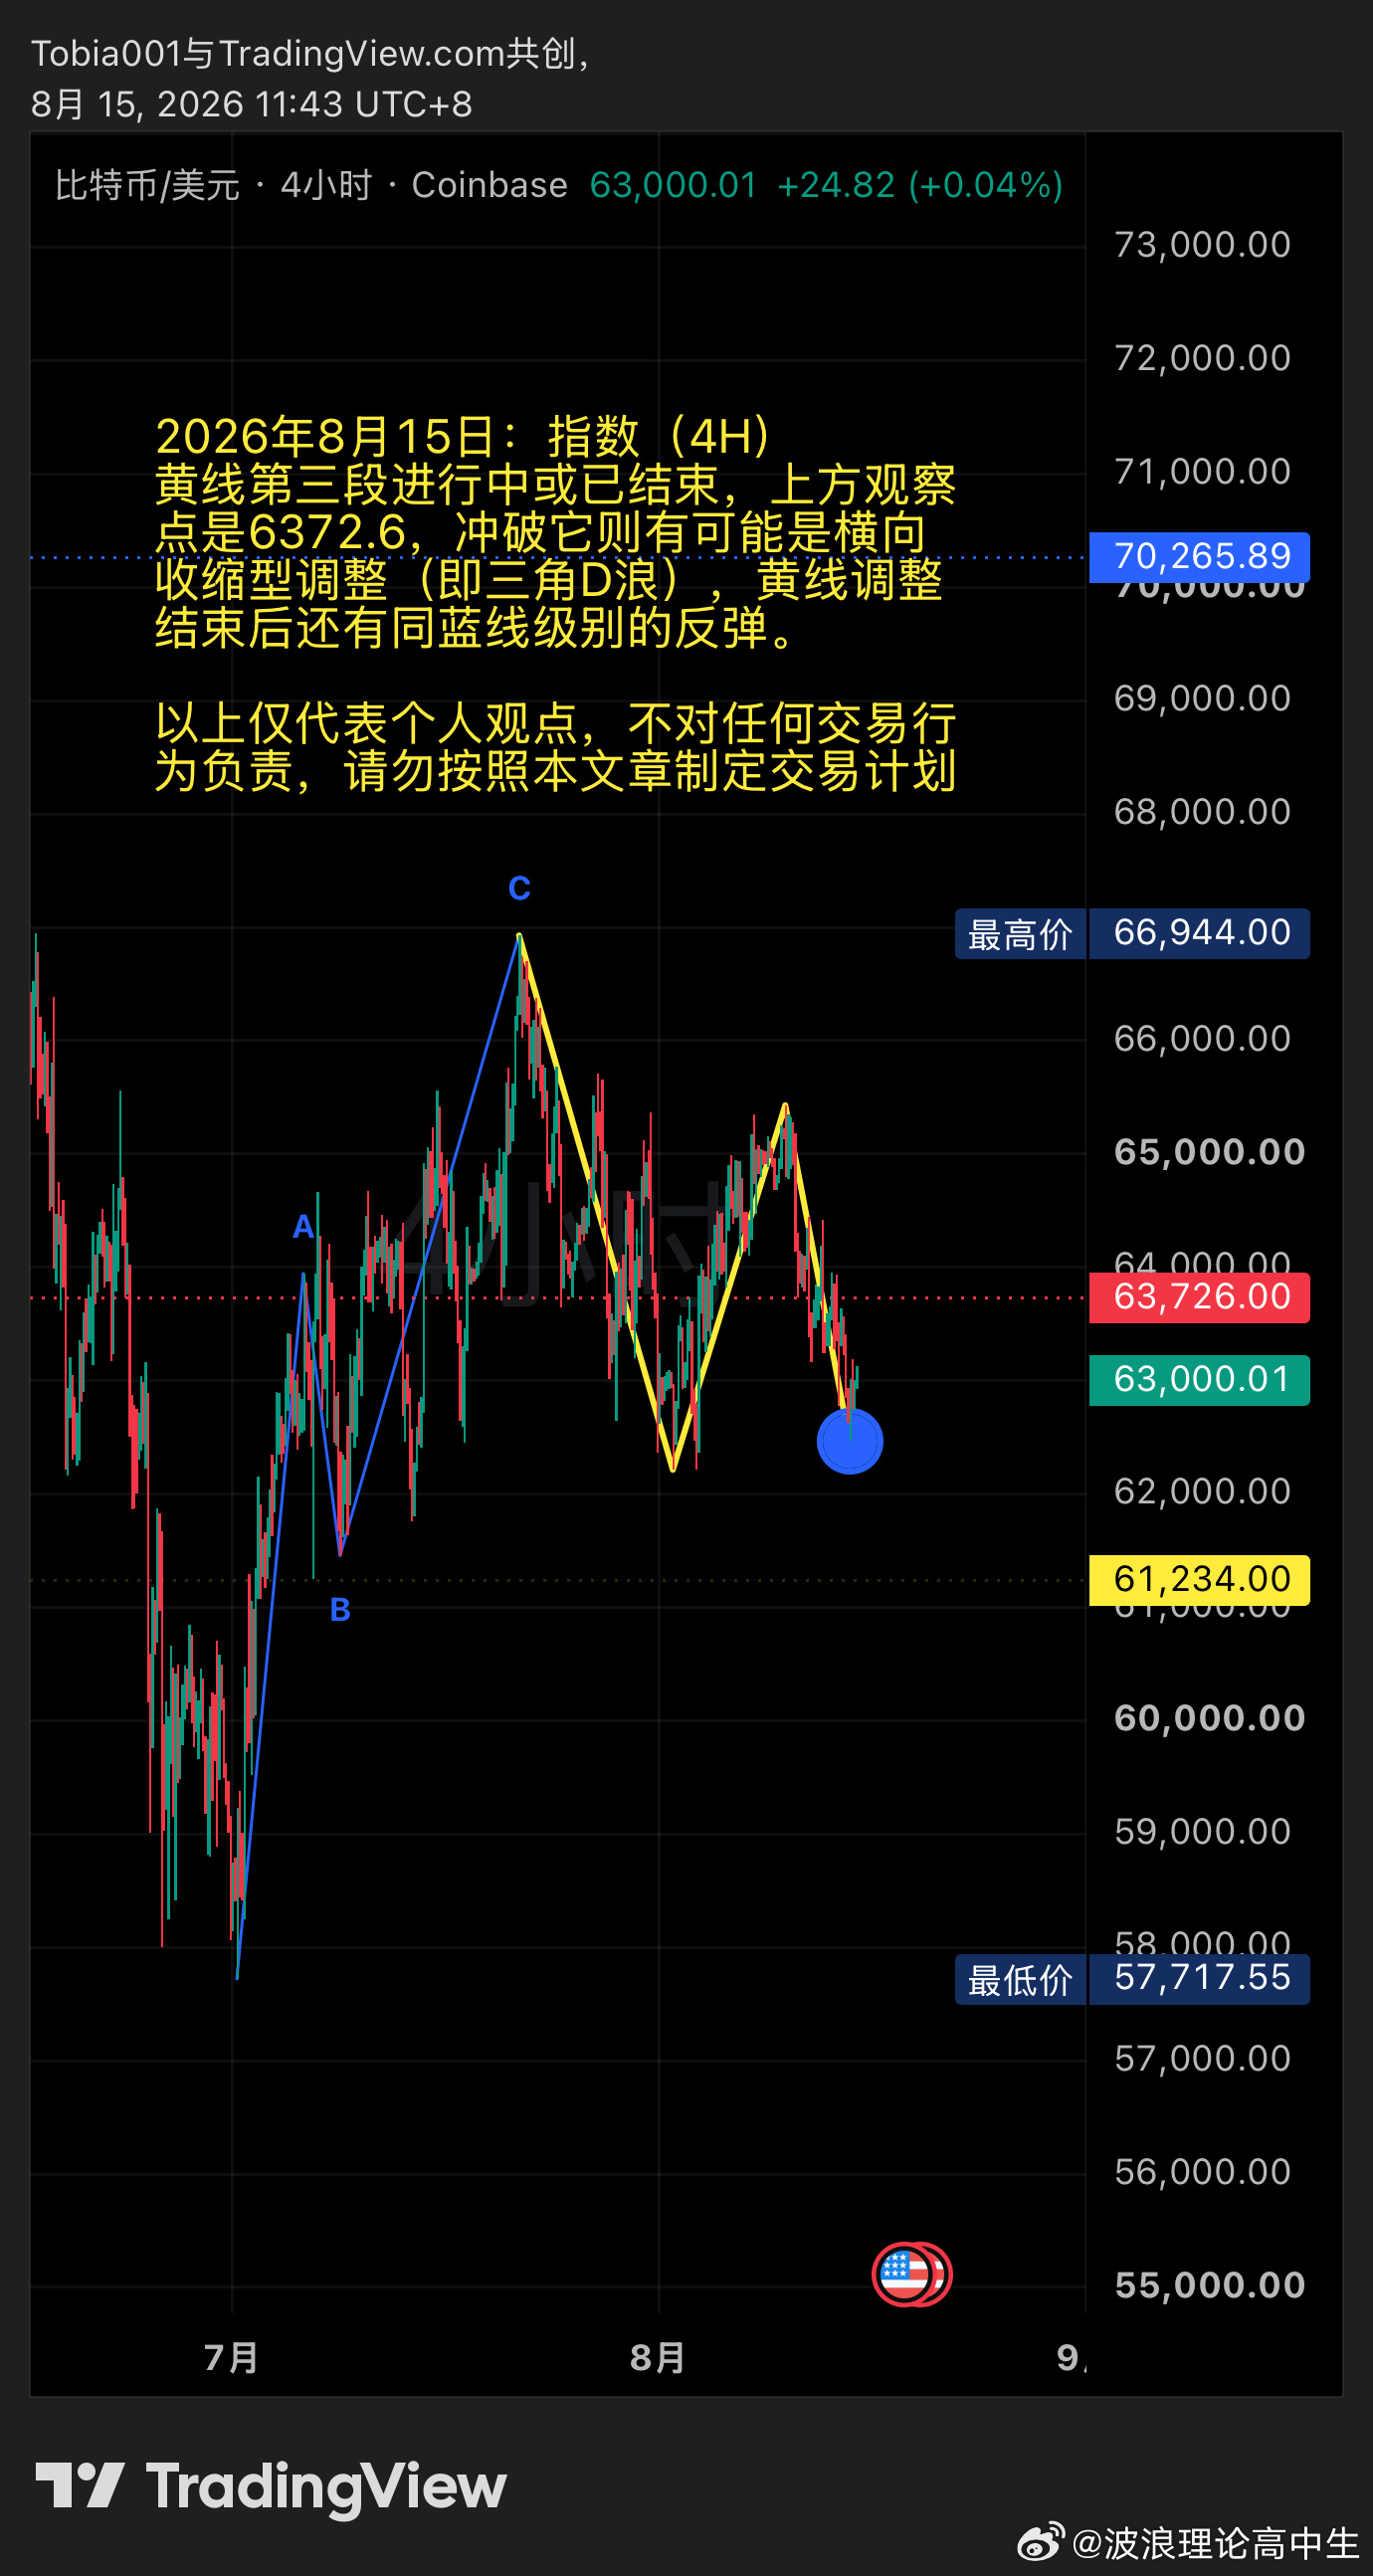 Tobia001与TradingView.com共创,
8月 15, 2026 11:43 UTC+8
比特币/美元 · 4小时 · Coinbase 63,000.01 +24.82 (+0.04%)
73,000.00
72,000.00
2026年8月15日：指数（4H）
黄线第三段进行中或已结束，上方观察
71,000.00
点是6372.6，冲破它则有可能是横向
70,265.89
收缩型调整（即三角D浪），黄线调整
70,000.00
结束后还有同蓝线级别的反弹。
69,000.00
以上仅代表个人观点，不对任何交易行
为负责，请勿按照本文章制定交易计划
68,000.00
C
最高价 66,944.00
66,000.00
65,000.00
4小时
A
64,000.00
63,726.00
63,000.01
62,000.00
61,234.00
61,000.00
B
60,000.00
59,000.00
58,000.00
最低价 57,717.55
57,000.00
56,000.00
55,000.00
7月 8月 9
TradingView
@波浪理论高中生